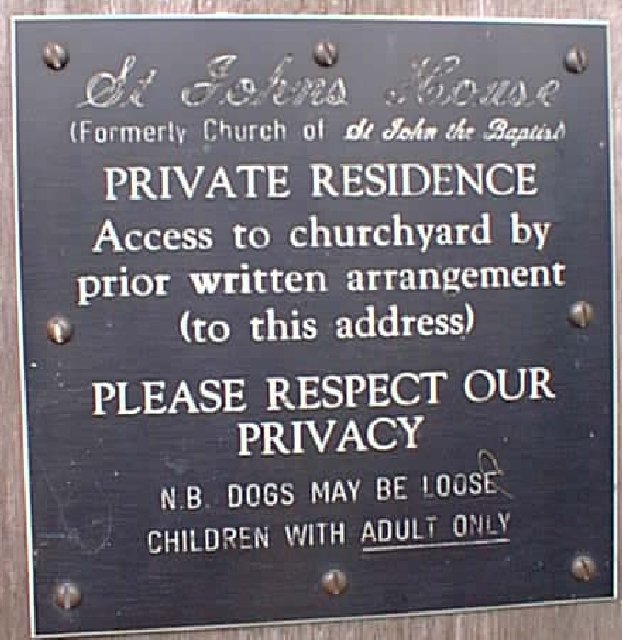 St Johns House
(Formerly Church of St John the Baptist)
PRIVATE RESIDENCE
Access to churchyard by
prior written arrangement
(to this address)
PLEASE RESPECT OUR
PRIVACY
N.B. DOGS MAY BE LOOSE
CHILDREN WITH ADULT ONLY